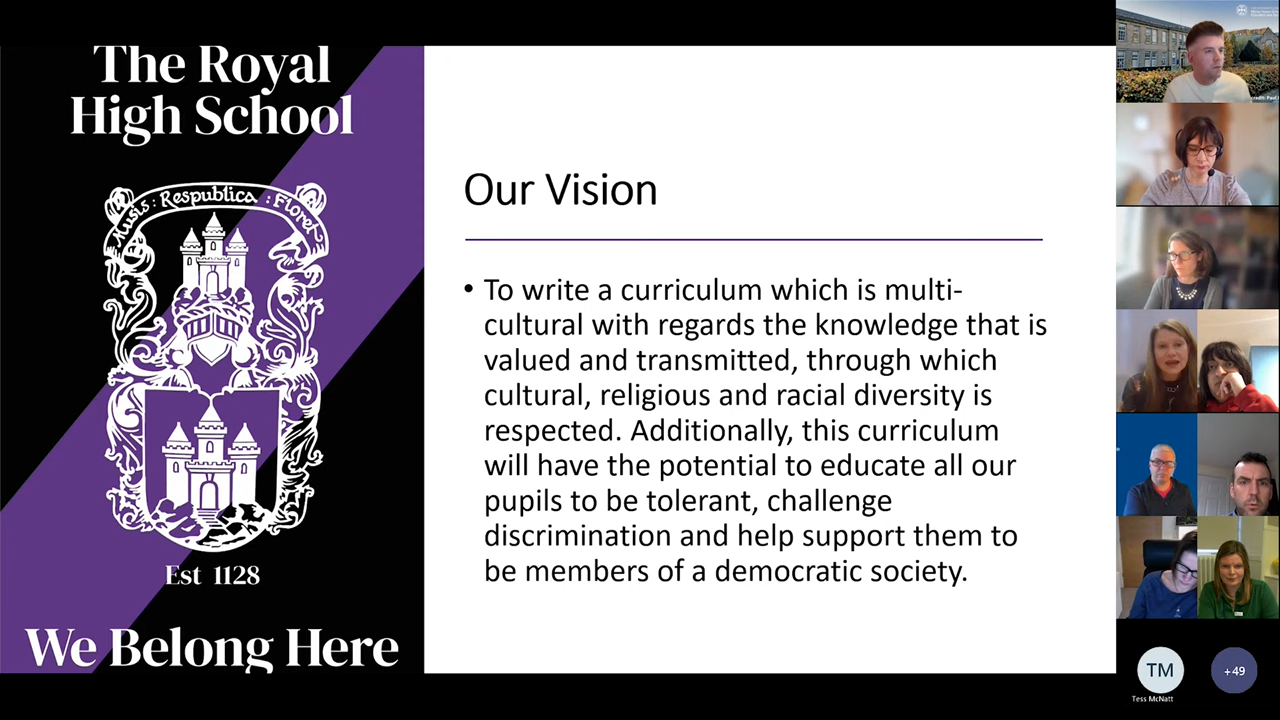 The Royal
High School
Musis : Respublica : Floret
Est 1128
We Belong Here
Our Vision
• To write a curriculum which is multi-
cultural with regards the knowledge that is
valued and transmitted, through which
cultural, religious and racial diversity is
respected. Additionally, this curriculum
will have the potential to educate all our
pupils to be tolerant, challenge
discrimination and help support them to
be members of a democratic society.
TM
Tess McNatt
+49